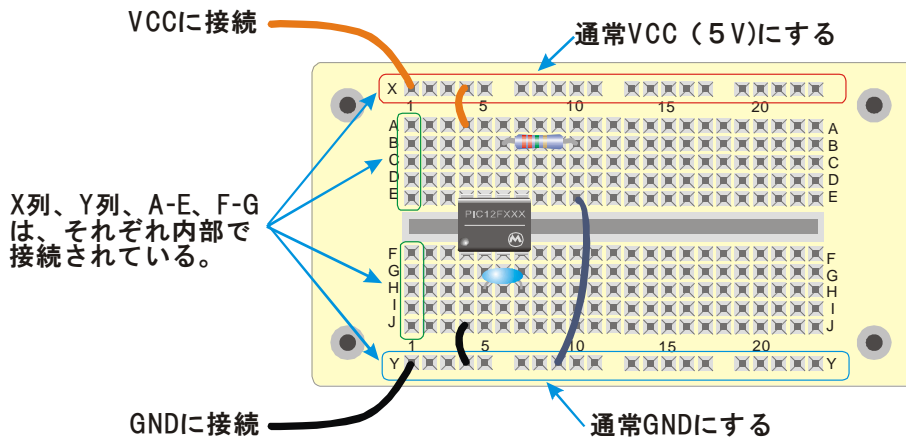 VCCに接続
通常VCC（５V)にする
X
1 5 10 15 20
A A
B B
C C
D D
E E
X列、Y列、A-E、F-G
は、それぞれ内部で
接続されている。
PIC12FXXX
F F
G G
H H
I I
J J
1 5 10 15 20
Y Y
GNDに接続
通常GNDにする